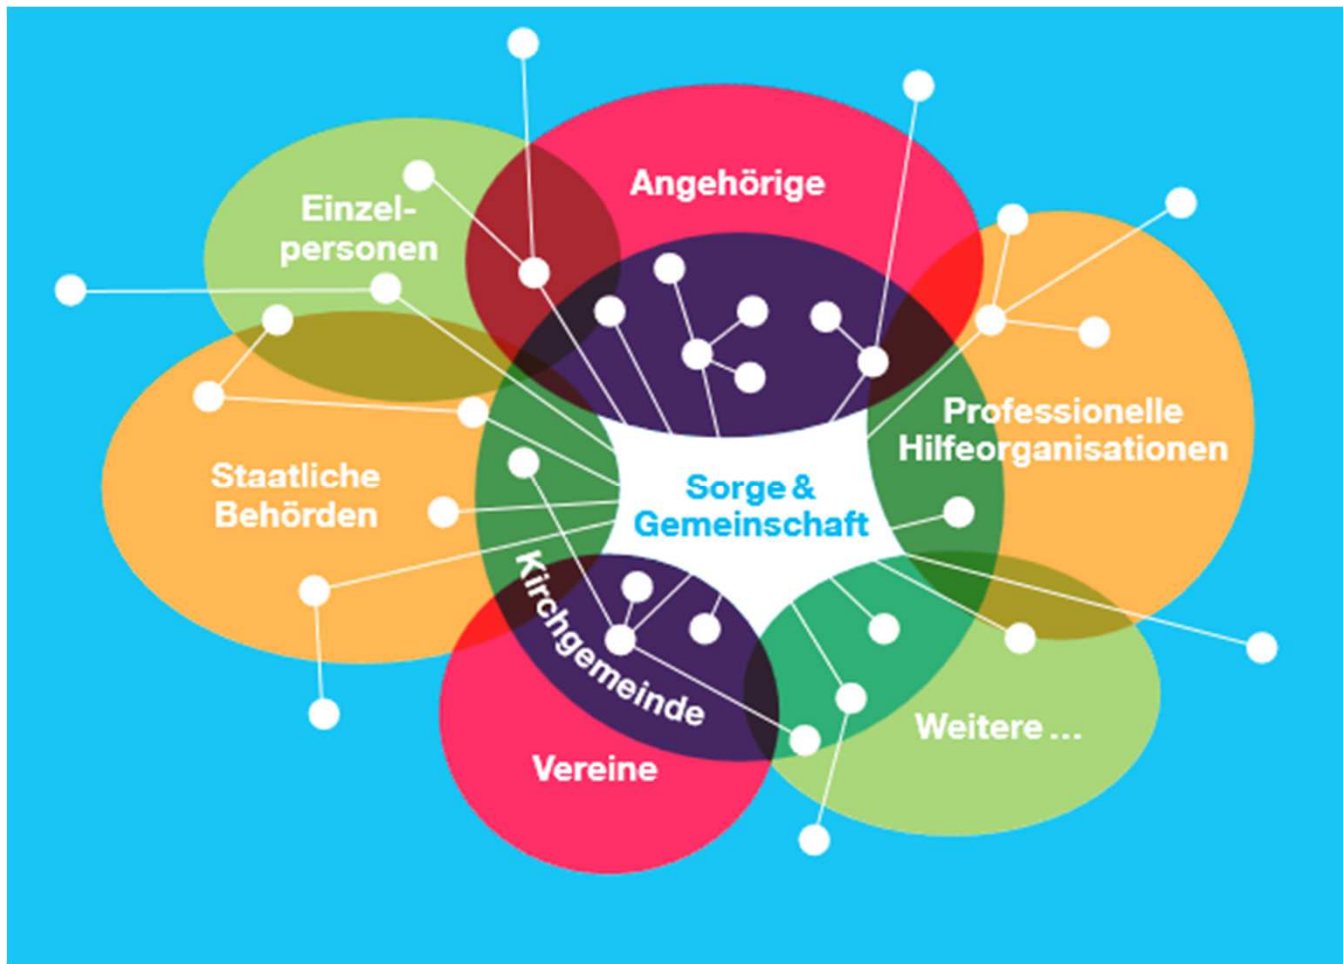 Angehörige
Einzel-
personen
Professionelle
Hilfeorganisationen
Staatliche
Behörden
Sorge &
Gemeinschaft
Kirchgemeinde
Vereine
Weitere ...